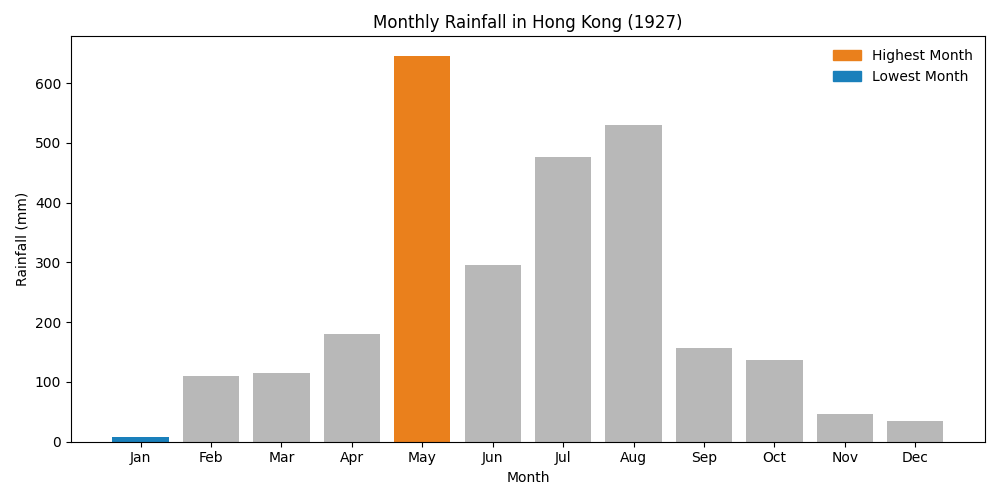 Monthly Rainfall in Hong Kong (1927)
Highest Month
Lowest Month
Rainfall (mm)
600
500
400
300
200
100
0
Jan Feb Mar Apr May Jun Jul Aug Sep Oct Nov Dec
Month